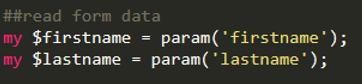 ##read form data
my $firstname = param('firstname');
my $lastname = param('lastname');